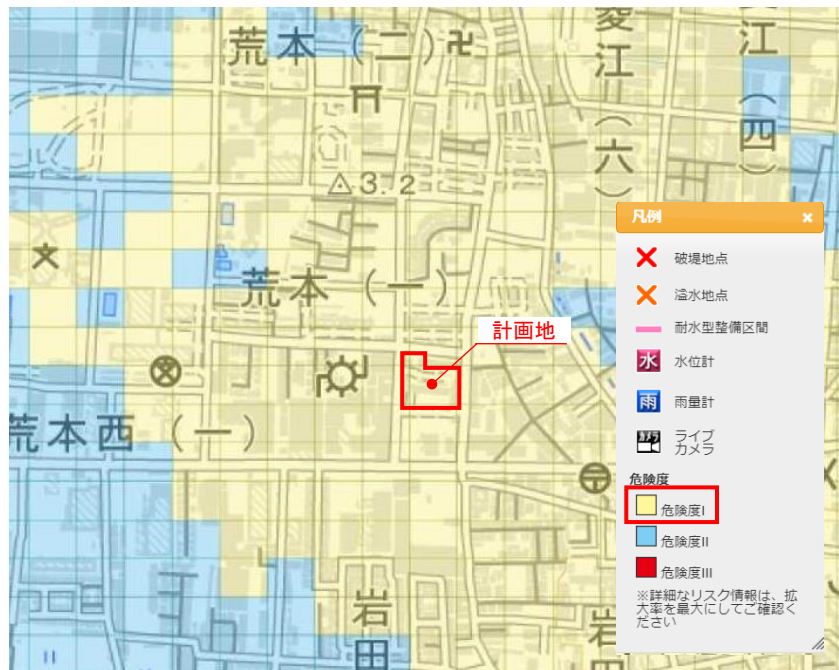 荒本(二)
菱江(六)
江(四)
3.2
荒本(一)
計画地
荒本西(一)
岩田
岩
凡例
×
破堤地点
溢水地点
耐水型整備区間
水 水位計
雨 雨量計
カメラ ライブ
カメラ
危険度
危険度I
危険度II
危険度III
※詳細なリスク情報は、拡
大率を最大にしてご確認く
ださい